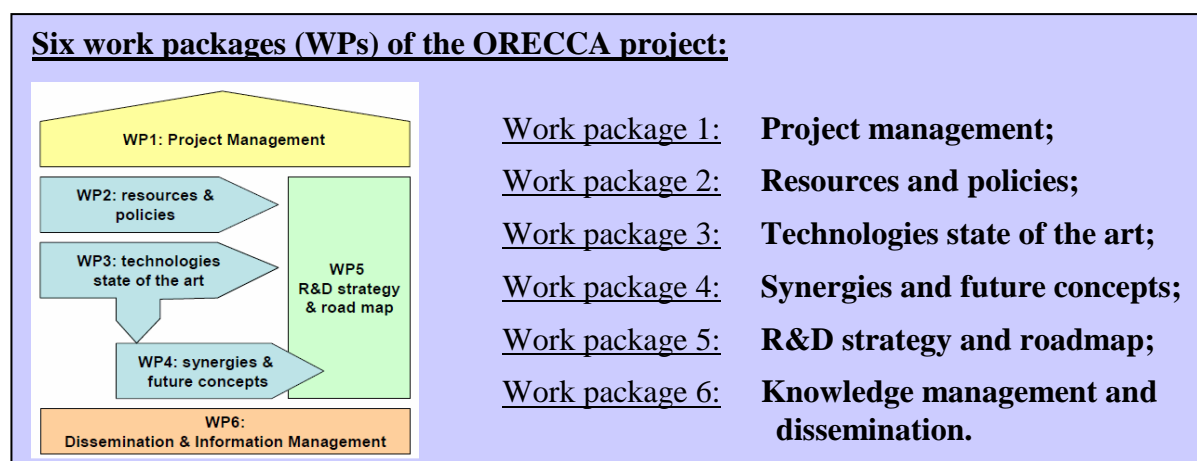 Six work packages (WPs) of the ORECCA project:
WP1: Project Management
WP2: resources &
policies
WP3: technologies
state of the art
WP5
R&D strategy
& road map
WP4: synergies &
future concepts
WP6:
Dissemination & Information Management
Work package 1: Project management;
Work package 2: Resources and policies;
Work package 3: Technologies state of the art;
Work package 4: Synergies and future concepts;
Work package 5: R&D strategy and roadmap;
Work package 6: Knowledge management and
dissemination.